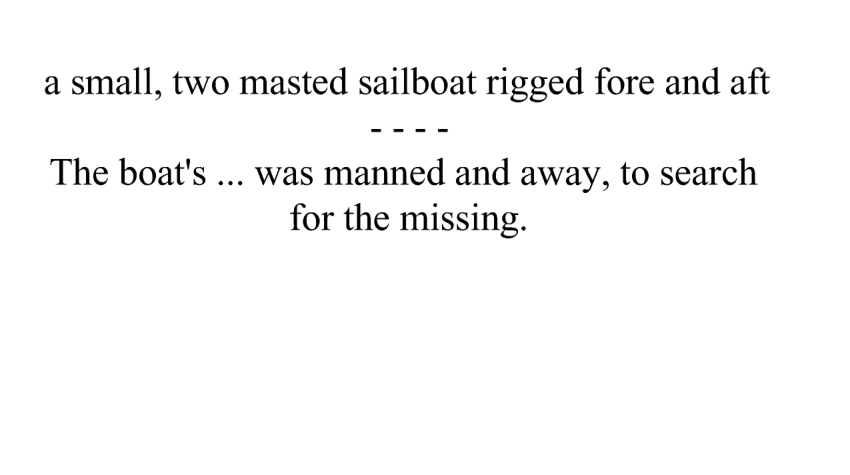 a small, two masted sailboat rigged fore and aft
- - - -
The boat's ... was manned and away, to search
for the missing.